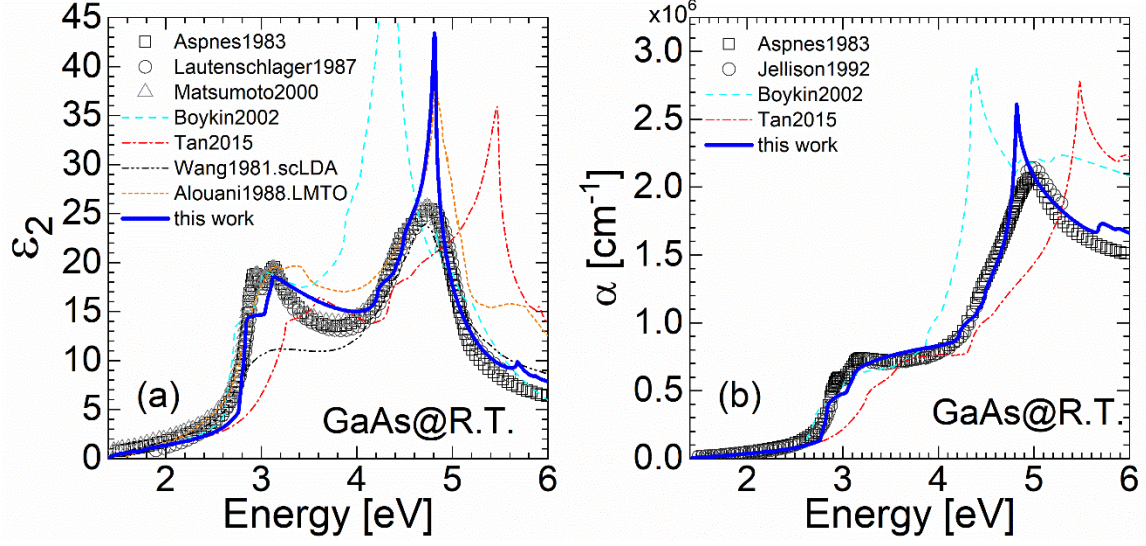 45
40
35
30
25
20
15
10
5
0
ε2
Aspnes1983
Lautenschlager1987
Matsumoto2000
Boykin2002
Tan2015
Wang1981.scLDA
Alouani1988.LMTO
this work
(a)
GaAs@R.T.
2 3 4 5 6
Energy [eV]
×10⁶
3.0
2.5
2.0
1.5
1.0
0.5
0.0
α [cm⁻¹]
Aspnes1983
Jellison1992
Boykin2002
Tan2015
this work
(b)
GaAs@R.T.
2 3 4 5 6
Energy [eV]